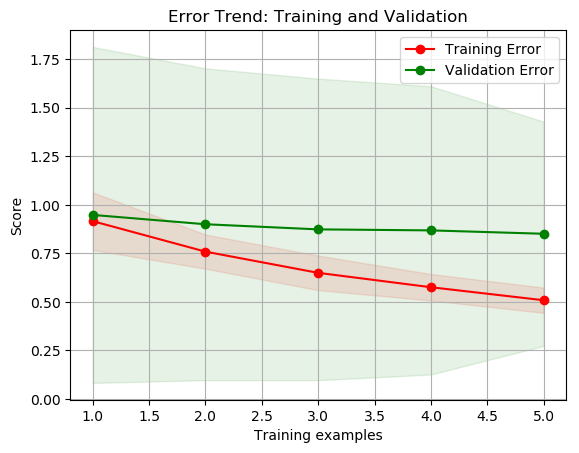 Error Trend: Training and Validation
Training Error
Validation Error
Score
1.75
1.50
1.25
1.00
0.75
0.50
0.25
0.00
1.0 1.5 2.0 2.5 3.0 3.5 4.0 4.5 5.0
Training examples